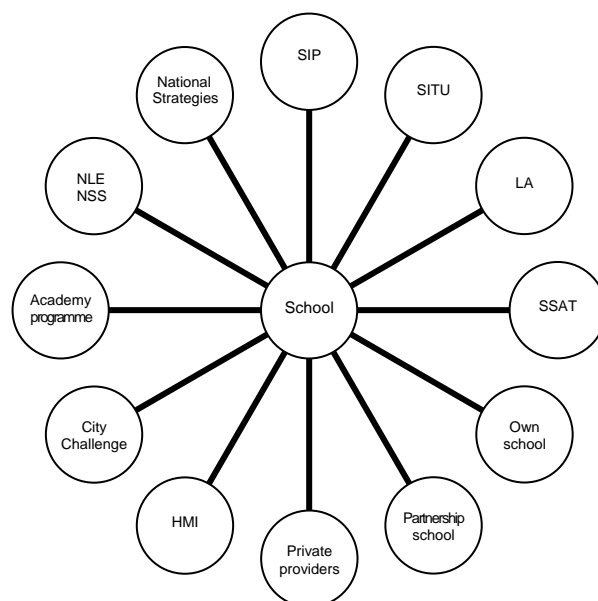 SIP
SITU
LA
SSAT
Own
school
Partnership
school
Private
providers
HMI
City
Challenge
Academy
programme
NLE
NSS
National
Strategies
School